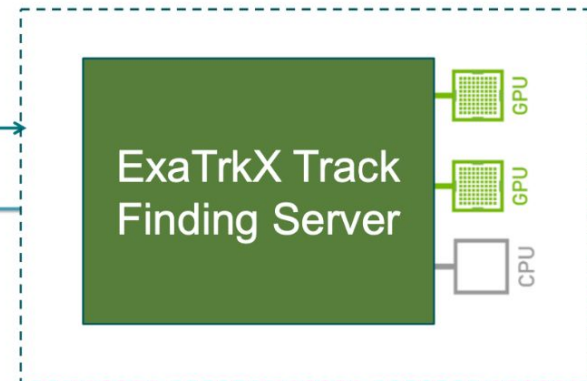 ExaTrkX Track
Finding Server
GPU
GPU
CPU